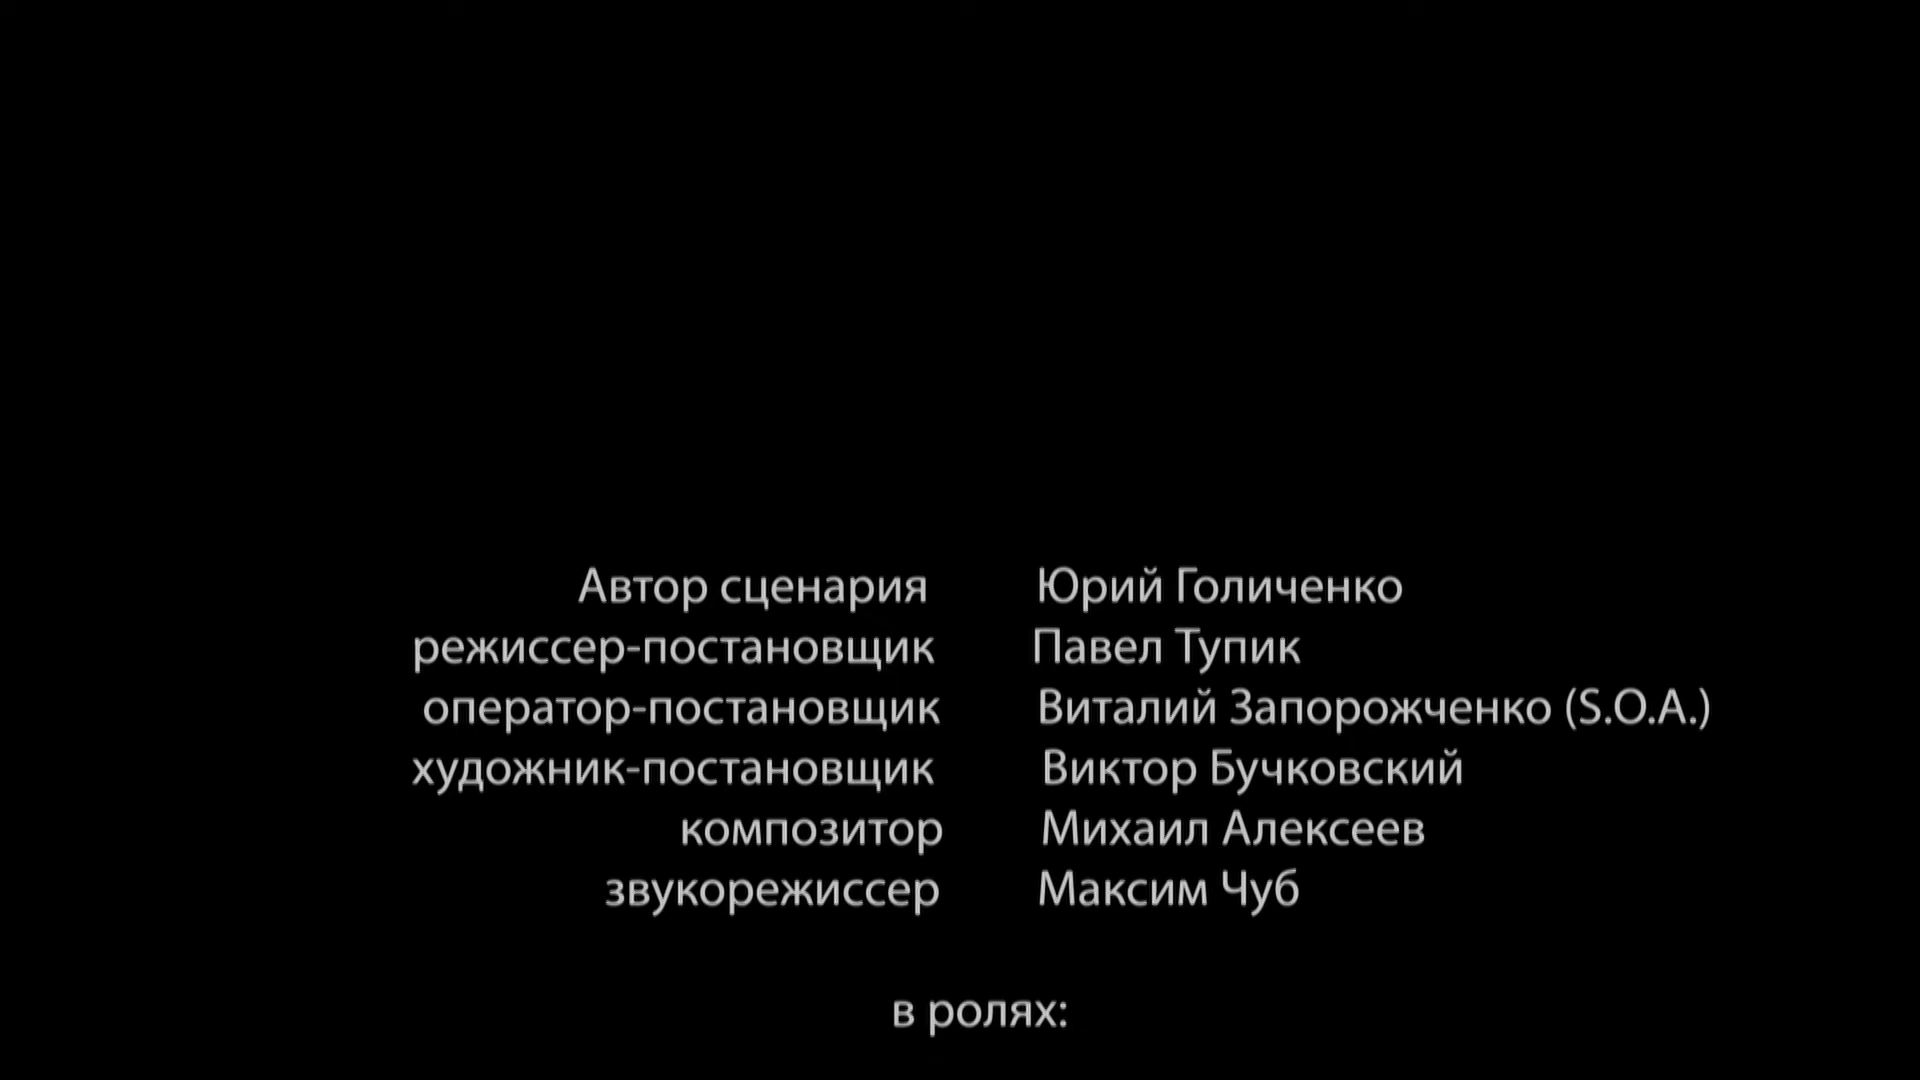 Автор сценария Юрий Голиченко
режиссер-постановщик Павел Тупик
оператор-постановщик Виталий Запорожченко (S.O.A.)
художник-постановщик Виктор Бучковский
композитор Михаил Алексеев
звукорежиссер Максим Чуб
в ролях: